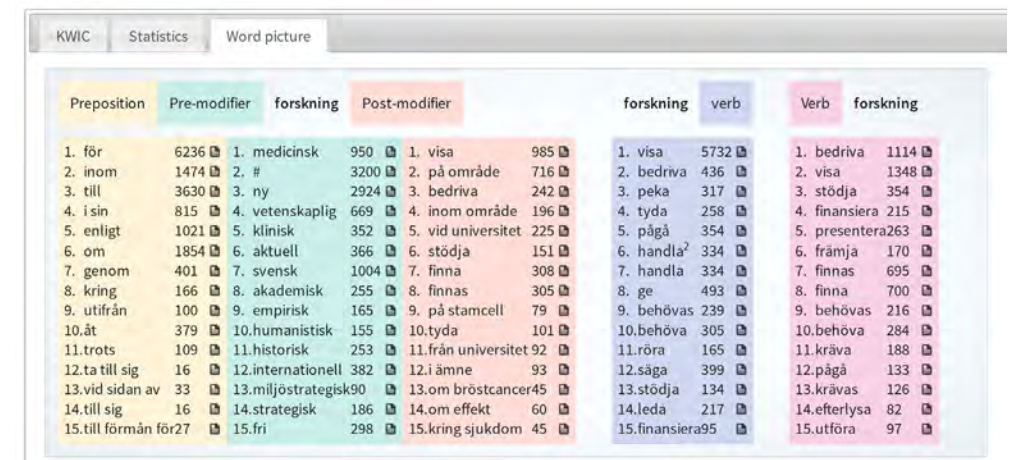 KWIC Statistics Word picture
Preposition Pre-modifier forskning Post-modifier forskning verb Verb forskning
1. för 6236 1. medicinsk 950 1. visa 985 1. visa 5732 1. bedriva 1114
2. inom 1474 2. # 3200 2. på område 716 2. bedriva 436 2. visa 1348
3. till 3630 3. ny 2924 3. bedriva 242 3. peka 317 3. stödja 354
4. i sin 815 4. vetenskaplig 669 4. inom område 196 4. tyda 258 4. finansiera 215
5. enligt 1021 5. klinisk 352 5. vid universitet 225 5. pågå 354 5. presentera263
6. om 1854 6. aktuell 366 6. stödja 151 6. handla² 334 6. främja 170
7. genom 401 7. svensk 1004 7. finna 308 7. handla 334 7. finnas 695
8. kring 166 8. akademisk 255 8. finnas 305 8. ge 493 8. finna 700
9. utifrån 100 9. empirisk 165 9. på stamcell 79 9. behövas 239 9. behövas 216
10.åt 379 10.humanistisk 155 10.tyda 101 10.behöva 305 10.behöva 284
11.trots 109 11.historisk 253 11.från universitet 92 11.röra 165 11.kräva 188
12.ta till sig 16 12.internationell 382 12.i ämne 93 12.säga 399 12.pågå 133
13.vid sidan av 33 13.miljöstrategisk90 13.om bröstcancer45 13.stödja 134 13.krävas 126
14.till sig 16 14.strategisk 186 14.om effekt 60 14.leda 217 14.efterlysa 82
15.till förmån för27 15.fri 298 15.kring sjukdom 45 15.finansiera95 15.utföra 97